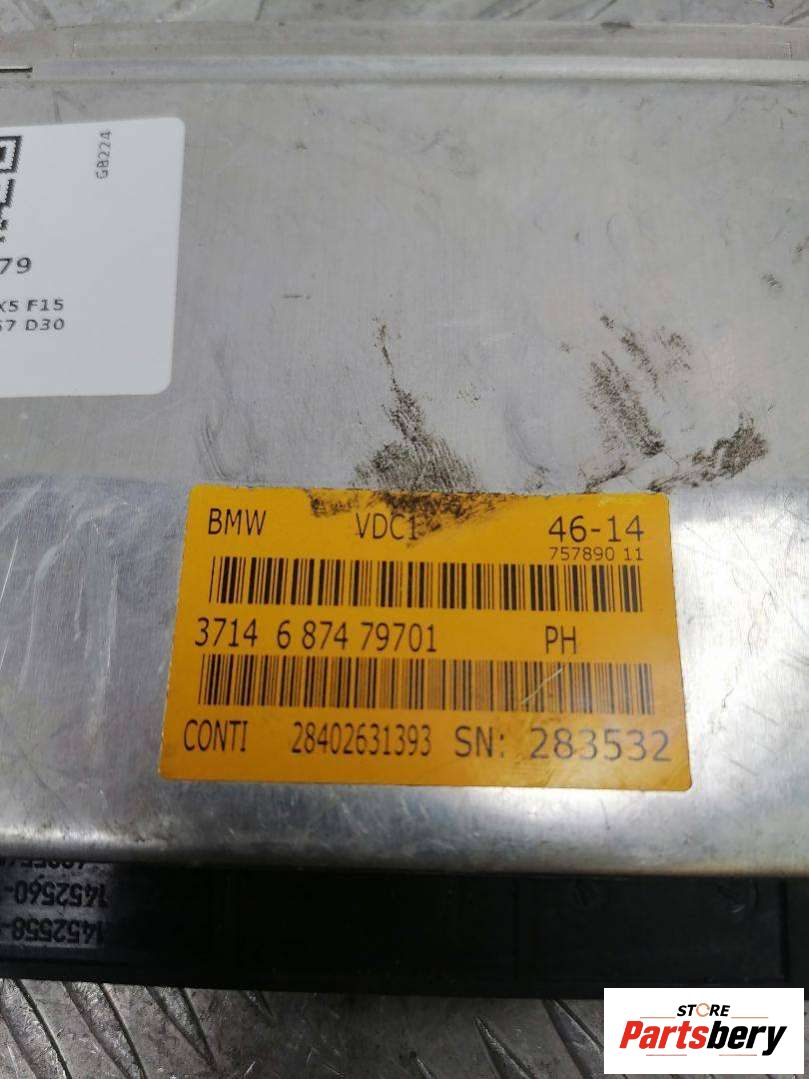 GB224
79
X5 F15
57 D30
BMW VDC1 46-14
757890 11
3714 6 874 79701 PH
CONTI 28402631393 SN: 283532
1452560-
1452558-
STORE
Partsbery